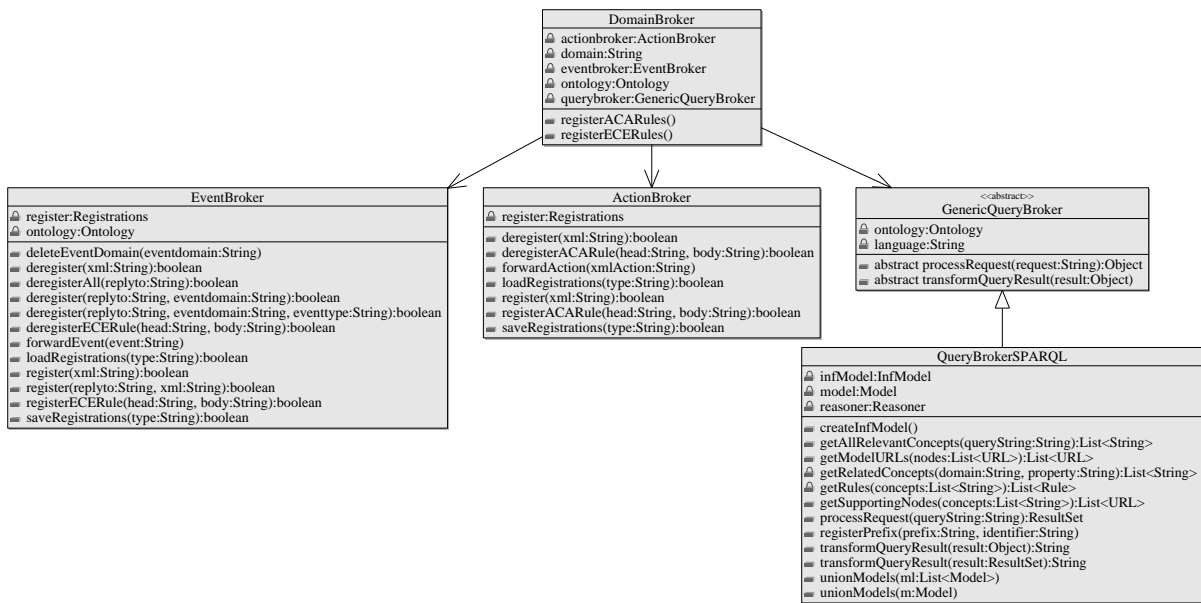 DomainBroker
actionbroker:ActionBroker
domain:String
eventbroker:EventBroker
ontology:Ontology
querybroker:GenericQueryBroker
registerACARules()
registerECERules()
EventBroker
register:Registrations
ontology:Ontology
deleteEventDomain(eventdomain:String)
deregister(xml:String):boolean
deregisterAll(replyto:String):boolean
deregister(replyto:String, eventdomain:String):boolean
deregister(replyto:String, eventdomain:String, eventtype:String):boolean
deregisterECERule(head:String, body:String):boolean
forwardEvent(event:String)
loadRegistrations(type:String):boolean
register(xml:String):boolean
register(replyto:String, xml:String):boolean
registerECERule(head:String, body:String):boolean
saveRegistrations(type:String):boolean
ActionBroker
register:Registrations
deregister(xml:String):boolean
deregisterACARule(head:String, body:String):boolean
forwardAction(xmlAction:String)
loadRegistrations(type:String):boolean
register(xml:String):boolean
registerACARule(head:String, body:String):boolean
saveRegistrations(type:String):boolean
<<abstract>>
GenericQueryBroker
ontology:Ontology
language:String
abstract processRequest(request:String):Object
abstract transformQueryResult(result:Object)
QueryBrokerSPARQL
infModel:InfModel
model:Model
reasoner:Reasoner
createInfModel()
getAllRelevantConcepts(queryString:String):List<String>
getModelURLs(nodes:List<URL>):List<URL>
getRelatedConcepts(domain:String, property:String):List<String>
getRules(concepts:List<String>):List<Rule>
getSupportingNodes(concepts:List<String>):List<URL>
processRequest(queryString:String):ResultSet
registerPrefix(prefix:String, identifier:String)
transformQueryResult(result:Object):String
transformQueryResult(result:ResultSet):String
unionModels(ml:List<Model>)
unionModels(m:Model)